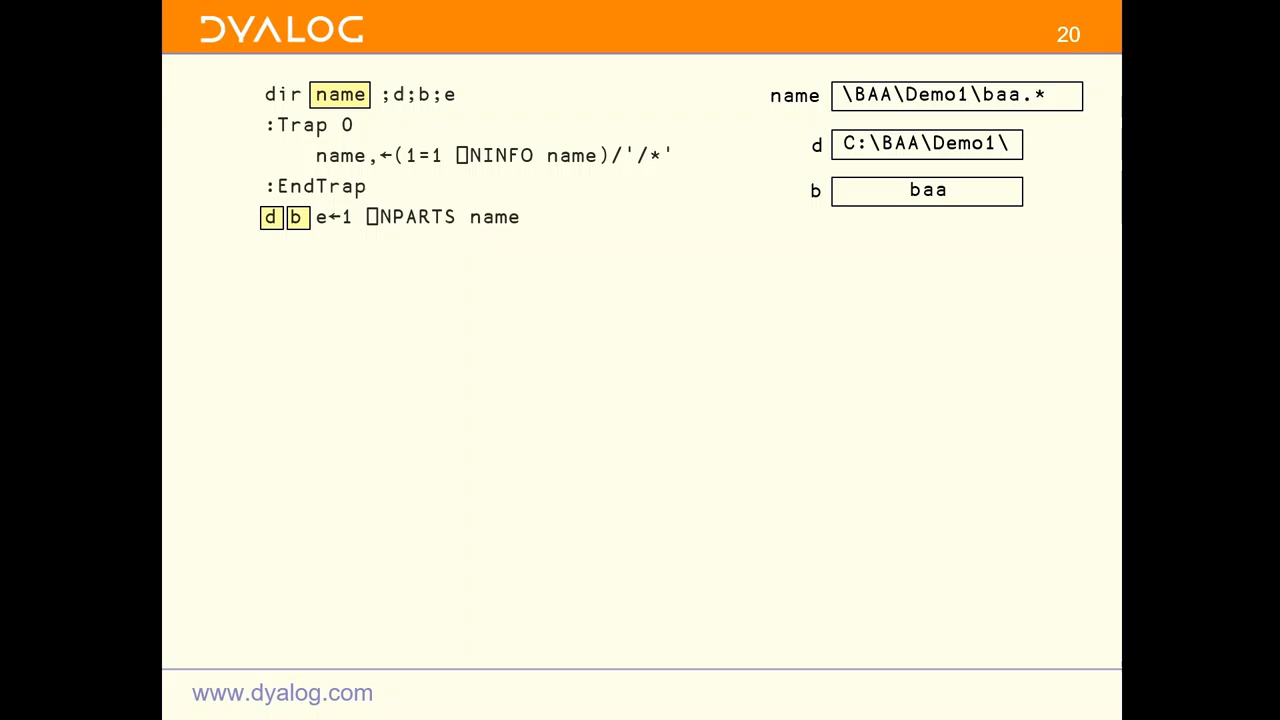 DYALOG
20
dir name ;d;b;e
:Trap 0
name,←(1=1 ⎕NINFO name)/'/*'
:EndTrap
d b e←1 ⎕NPARTS name
name \BAA\Demo1\baa.*
d C:\BAA\Demo1\
b baa
www.dyalog.com